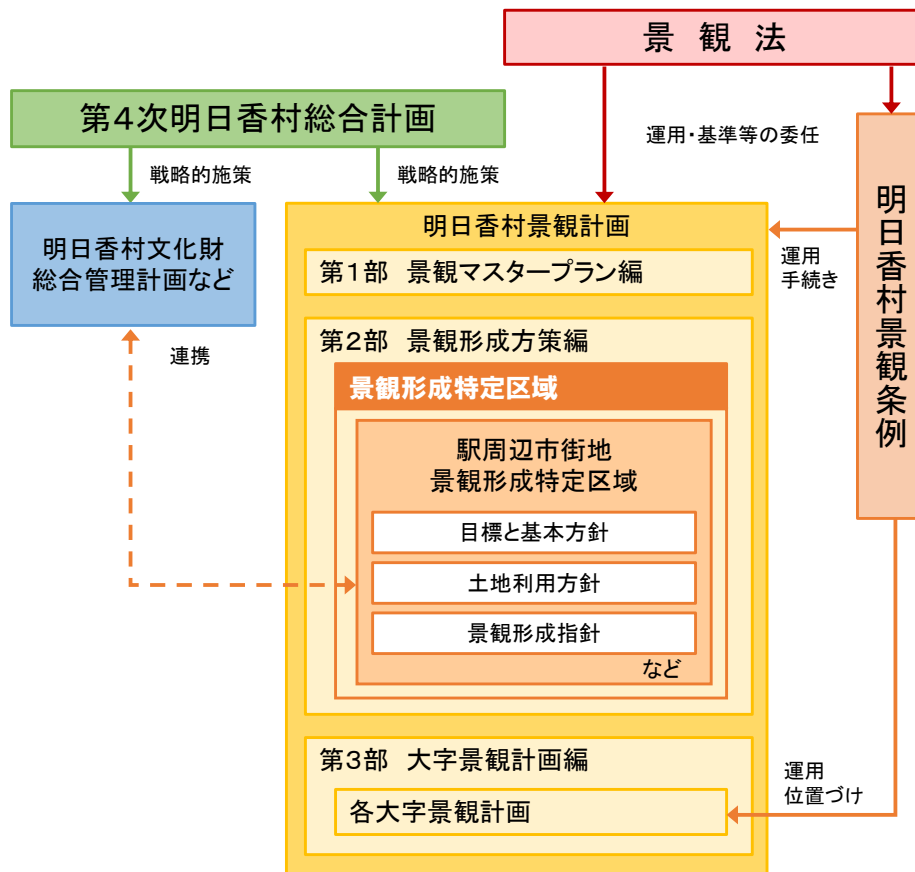 景観法
第4次明日香村総合計画
運用・基準等の委任
戦略的施策
戦略的施策
明日香村景観条例
明日香村文化財
総合管理計画など
明日香村景観計画
運用
手続き
第1部 景観マスタープラン編
第2部 景観形成方策編
連携
景観形成特定区域
駅周辺市街地
景観形成特定区域
目標と基本方針
土地利用方針
景観形成指針
など
第3部 大字景観計画編
運用
位置づけ
各大字景観計画